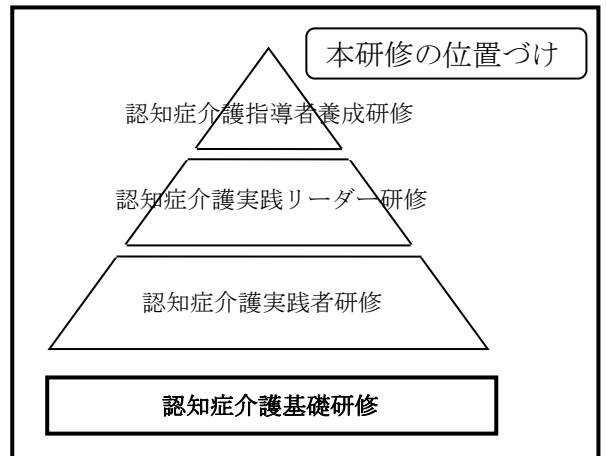 本研修の位置づけ
認知症介護指導者養成研修
認知症介護実践リーダー研修
認知症介護実践者研修
認知症介護基礎研修